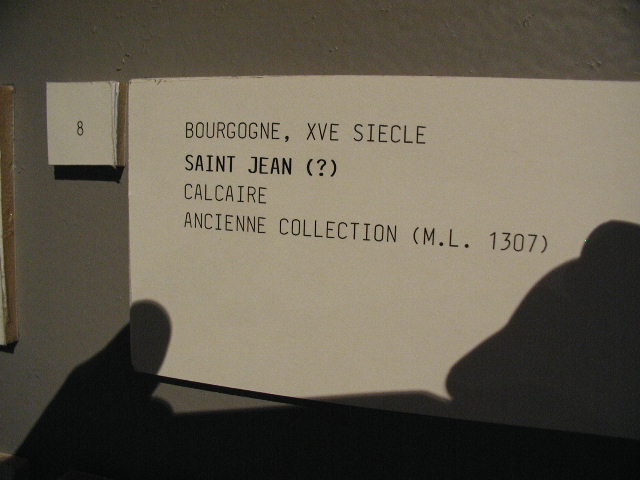 8
BOURGOGNE, XVE SIECLE
SAINT JEAN (?)
CALCAIRE
ANCIENNE COLLECTION (M.L. 1307)